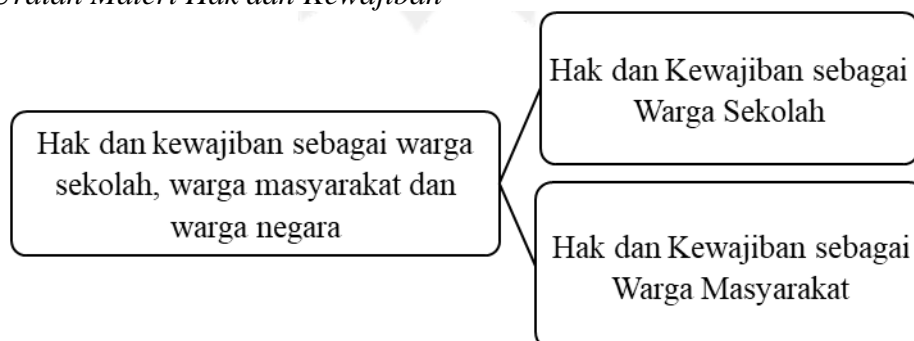 Uraian Materi Hak dan Kewajiban
Hak dan kewajiban sebagai warga
sekolah, warga masyarakat dan
warga negara
Hak dan Kewajiban sebagai
Warga Sekolah
Hak dan Kewajiban sebagai
Warga Masyarakat